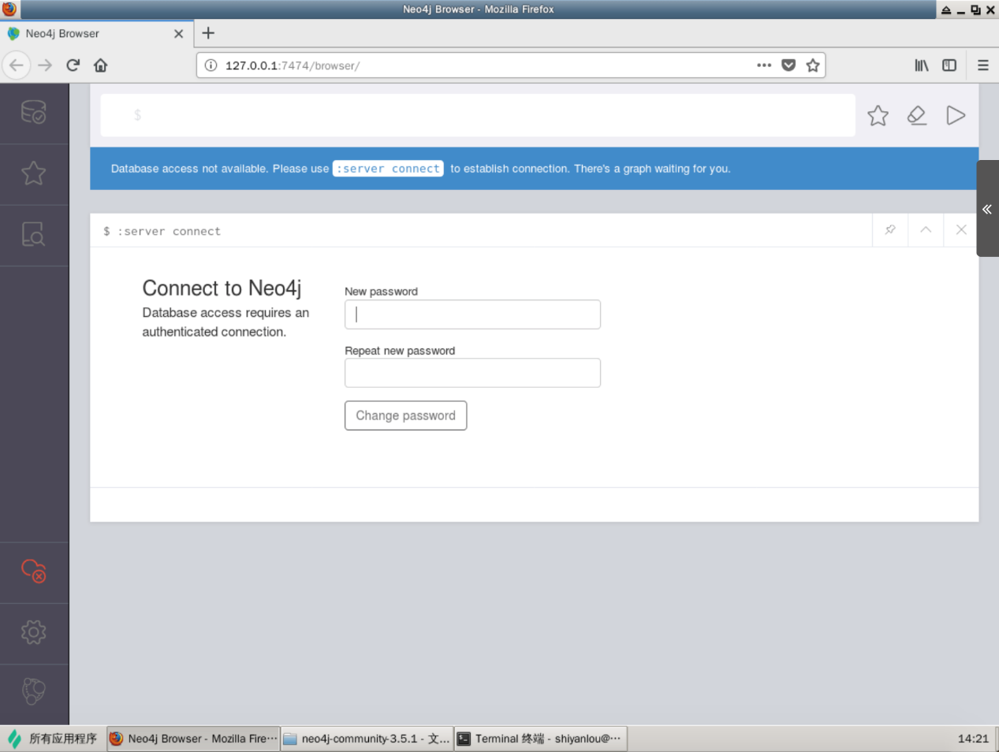 Neo4j Browser - Mozilla Firefox
Neo4j Browser
127.0.0.1:7474/browser/
$
Database access not available. Please use :server connect to establish connection. There's a graph waiting for you.
$ :server connect
Connect to Neo4j
Database access requires an
authenticated connection.
New password
Repeat new password
Change password
所有应用程序
Neo4j Browser - Mozilla Fire···
neo4j-community-3.5.1 - 文...
Terminal 终端 - shiyanlou@···
14:21